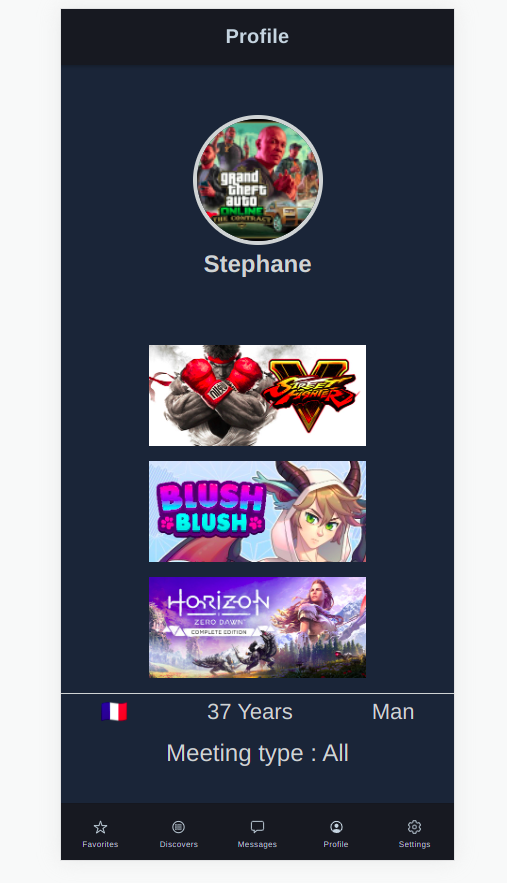 Profile
grand
theft
auto
ONLINE
THE CONTRACT
Stephane
STREET
FIGHTER
V
BLUSH
BLUSH
HORIZON
ZERO DAWN
COMPLETE EDITION
37 Years
Man
Meeting type : All
Favorites
Discovers
Messages
Profile
Settings